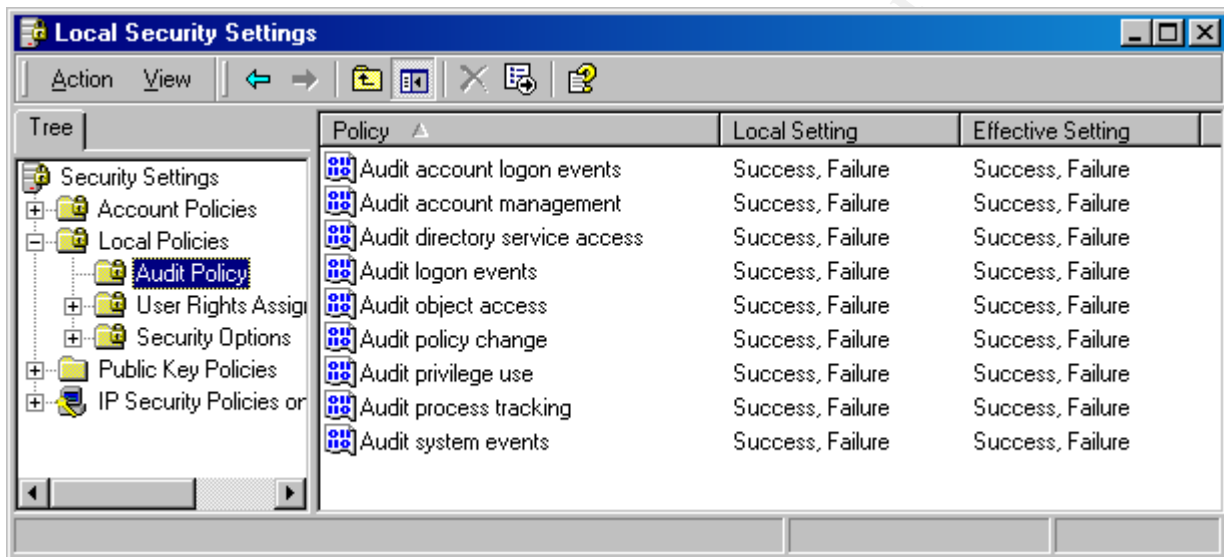 Local Security Settings
Action View
Tree
Security Settings
Account Policies
Local Policies
Audit Policy
User Rights Assign
Security Options
Public Key Policies
IP Security Policies or
Policy Local Setting Effective Setting
Audit account logon events Success, Failure Success, Failure
Audit account management Success, Failure Success, Failure
Audit directory service access Success, Failure Success, Failure
Audit logon events Success, Failure Success, Failure
Audit object access Success, Failure Success, Failure
Audit policy change Success, Failure Success, Failure
Audit privilege use Success, Failure Success, Failure
Audit process tracking Success, Failure Success, Failure
Audit system events Success, Failure Success, Failure